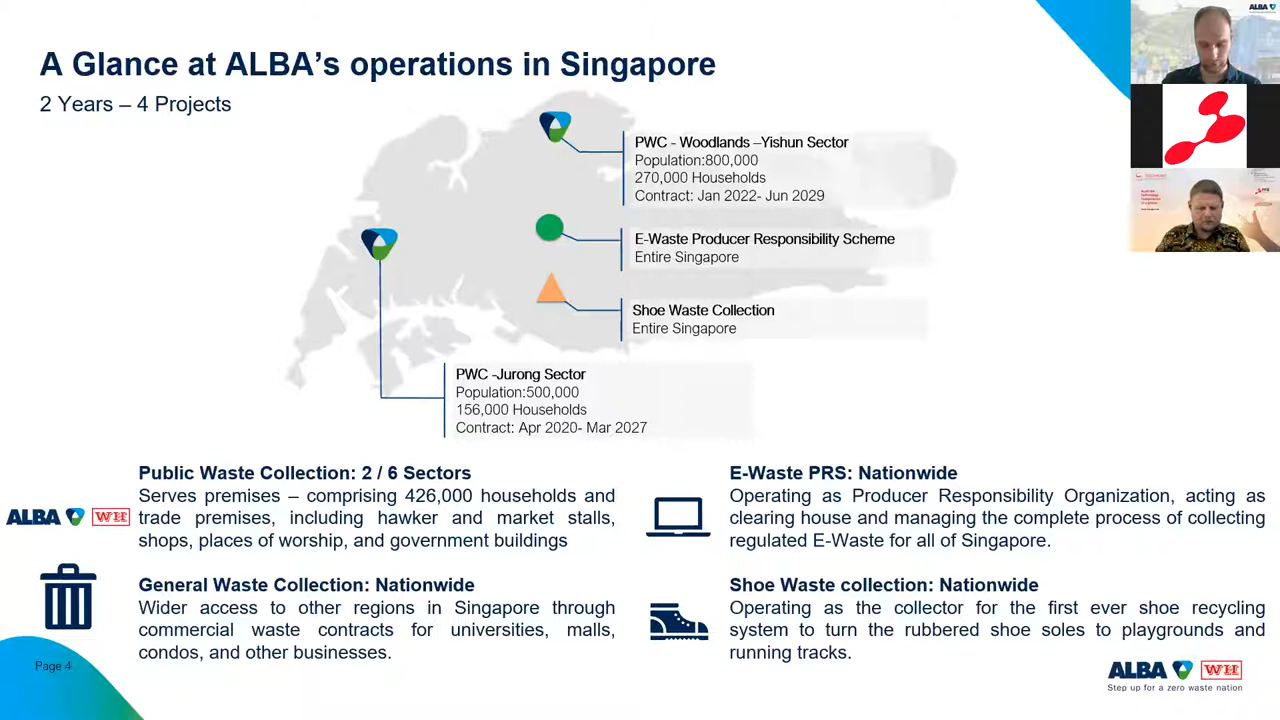 A Glance at ALBA's operations in Singapore
2 Years – 4 Projects
ALBA
PWC - Woodlands –Yishun Sector
Population:800,000
270,000 Households
Contract: Jan 2022- Jun 2029
E-Waste Producer Responsibility Scheme
Entire Singapore
Shoe Waste Collection
Entire Singapore
PWC -Jurong Sector
Population:500,000
156,000 Households
Contract: Apr 2020- Mar 2027
Public Waste Collection: 2 / 6 Sectors
Serves premises – comprising 426,000 households and
trade premises, including hawker and market stalls,
shops, places of worship, and government buildings
ALBA WH
General Waste Collection: Nationwide
Wider access to other regions in Singapore through
commercial waste contracts for universities, malls,
condos, and other businesses.
E-Waste PRS: Nationwide
Operating as Producer Responsibility Organization, acting as
clearing house and managing the complete process of collecting
regulated E-Waste for all of Singapore.
Shoe Waste collection: Nationwide
Operating as the collector for the first ever shoe recycling
system to turn the rubbered shoe soles to playgrounds and
running tracks.
Page 4
ALBA WH
Step up for a zero waste nation